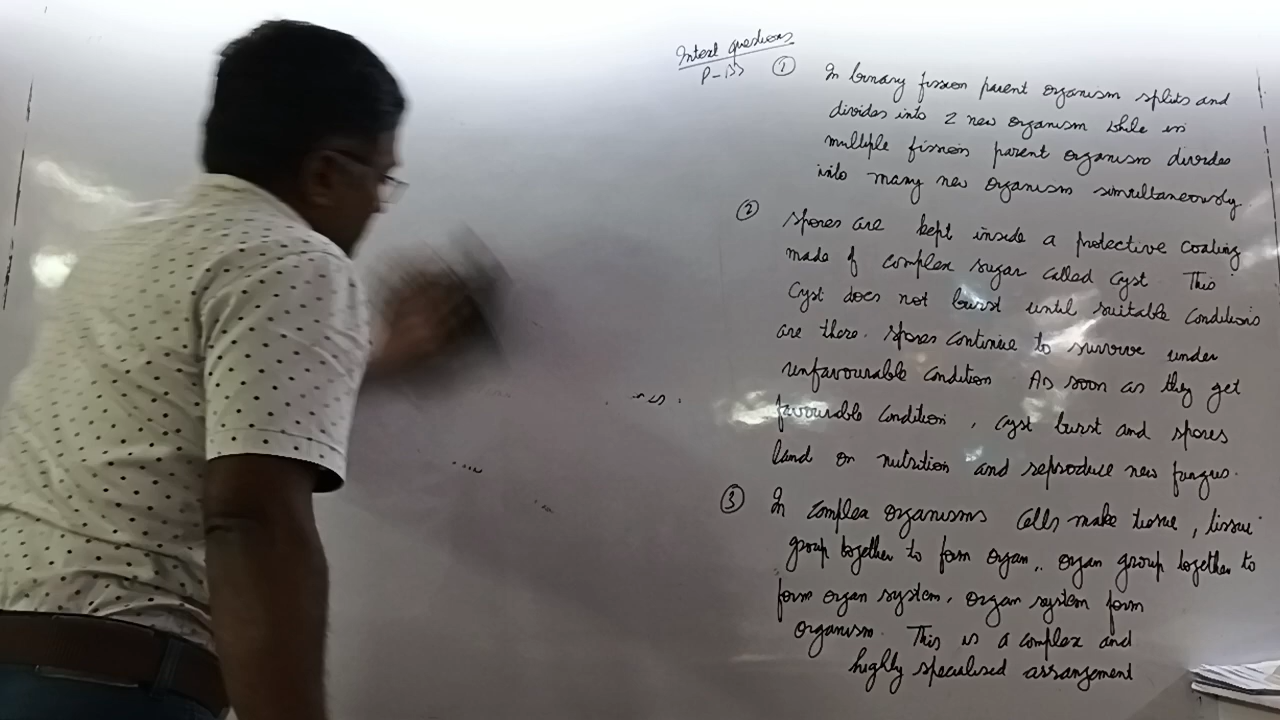 Intext questions
P-133
① In binary fission parent organism splits and
divides into 2 new organism while in
multiple fission parent organism divides
into many new organism simultaneously.
② Spores are kept inside a protective coating
made of complex sugar called cyst This
Cyst does not burst until suitable conditions
are there. Spores continue to survive under
unfavourable condition As soon as they get
favourable condition, cyst burst and spores
land on nutrition and reproduce new fungus.
③ In complex organisms Cells make tissue, tissue
group together to form organ, organ group together to
form organ system, organ system form
organism. This is a complex and
highly specialised arrangement